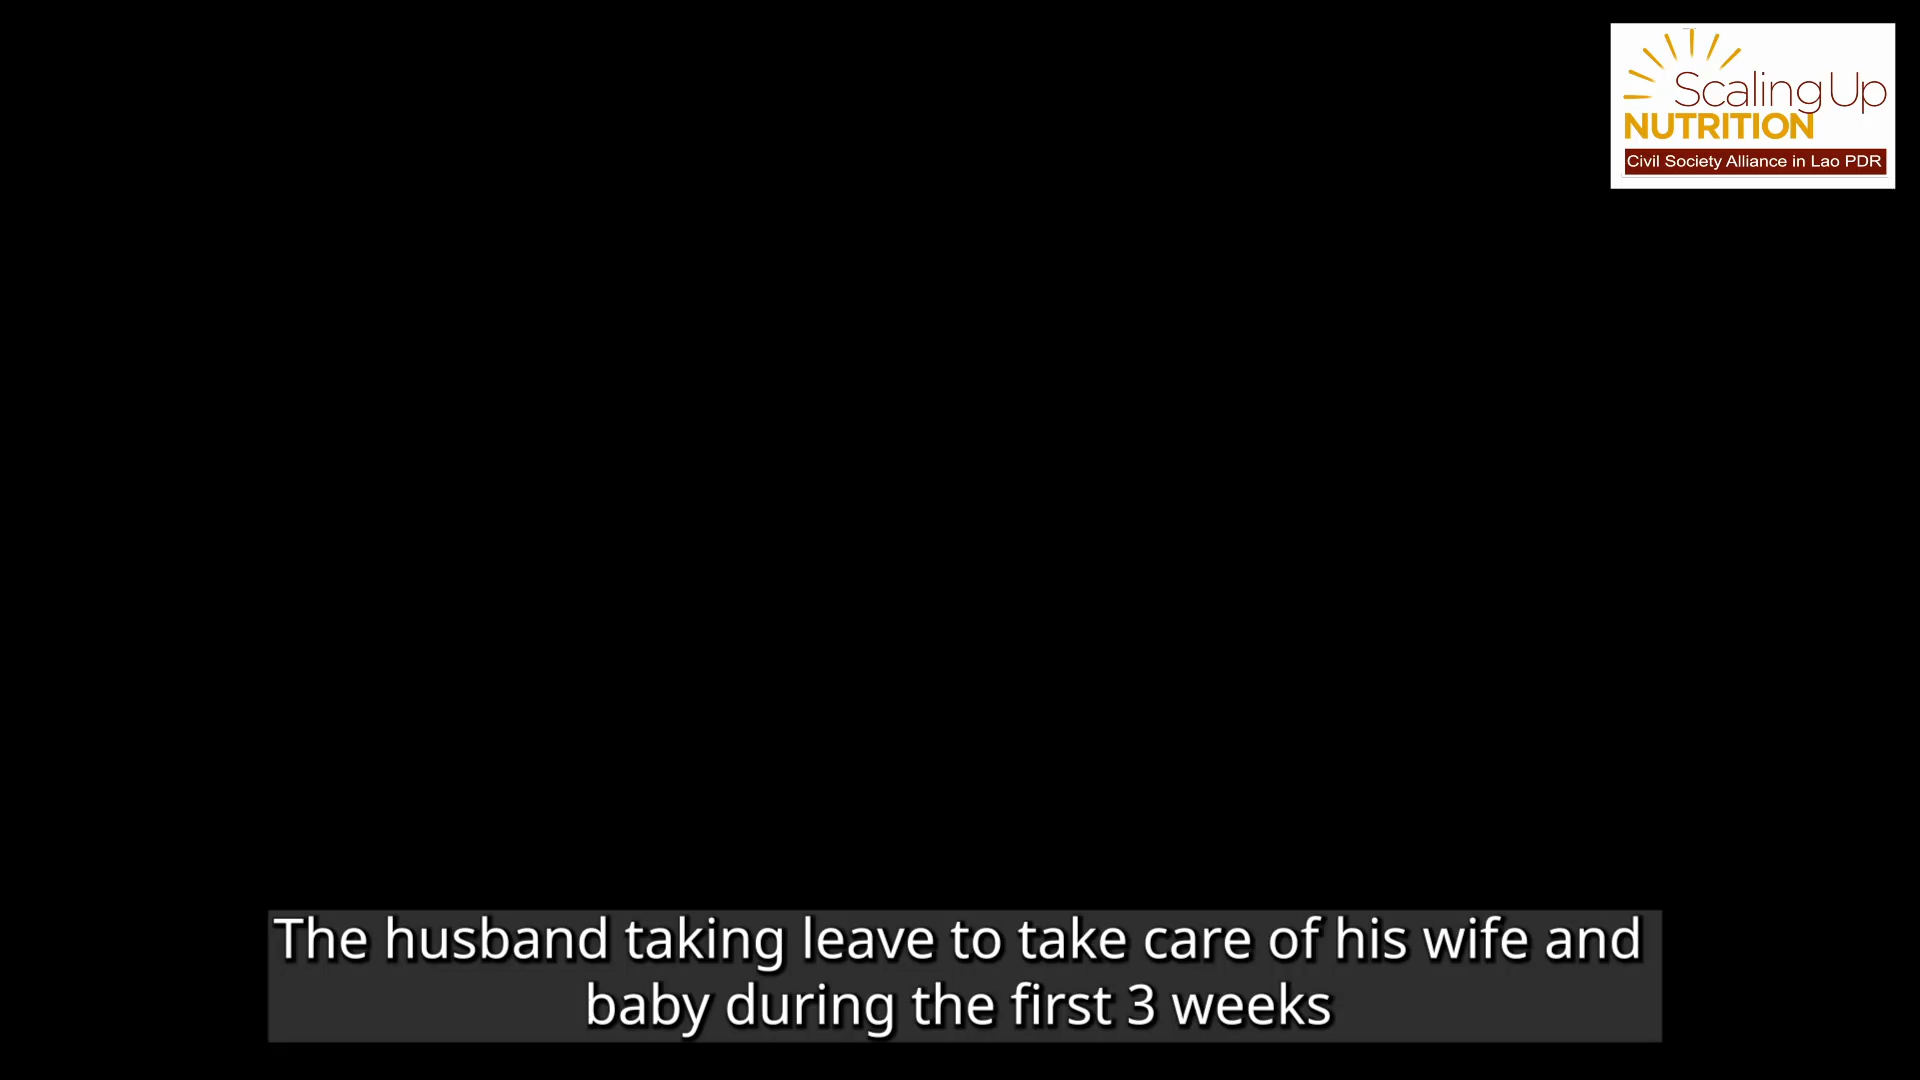 Scaling Up
NUTRITION
Civil Society Alliance in Lao PDR
The husband taking leave to take care of his wife and
baby during the first 3 weeks